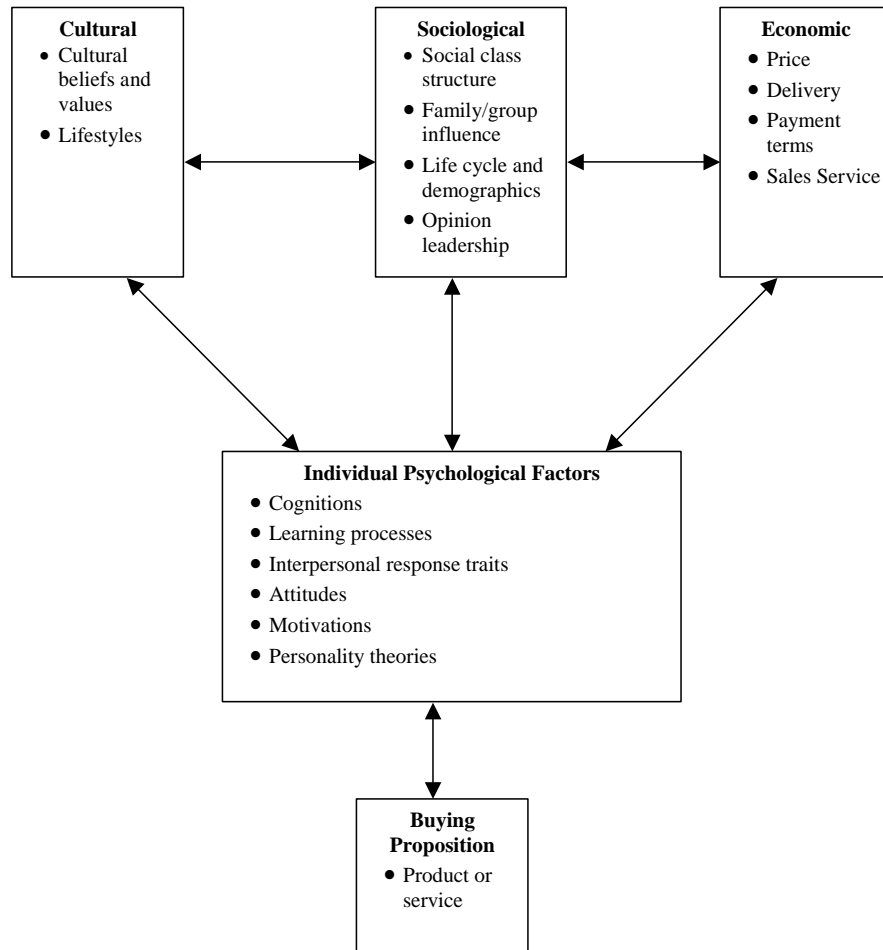 Cultural
• Cultural
beliefs and
values
• Lifestyles
Sociological
• Social class
structure
• Family/group
influence
• Life cycle and
demographics
• Opinion
leadership
Economic
• Price
• Delivery
• Payment
terms
• Sales Service
Individual Psychological Factors
• Cognitions
• Learning processes
• Interpersonal response traits
• Attitudes
• Motivations
• Personality theories
Buying
Proposition
• Product or
service